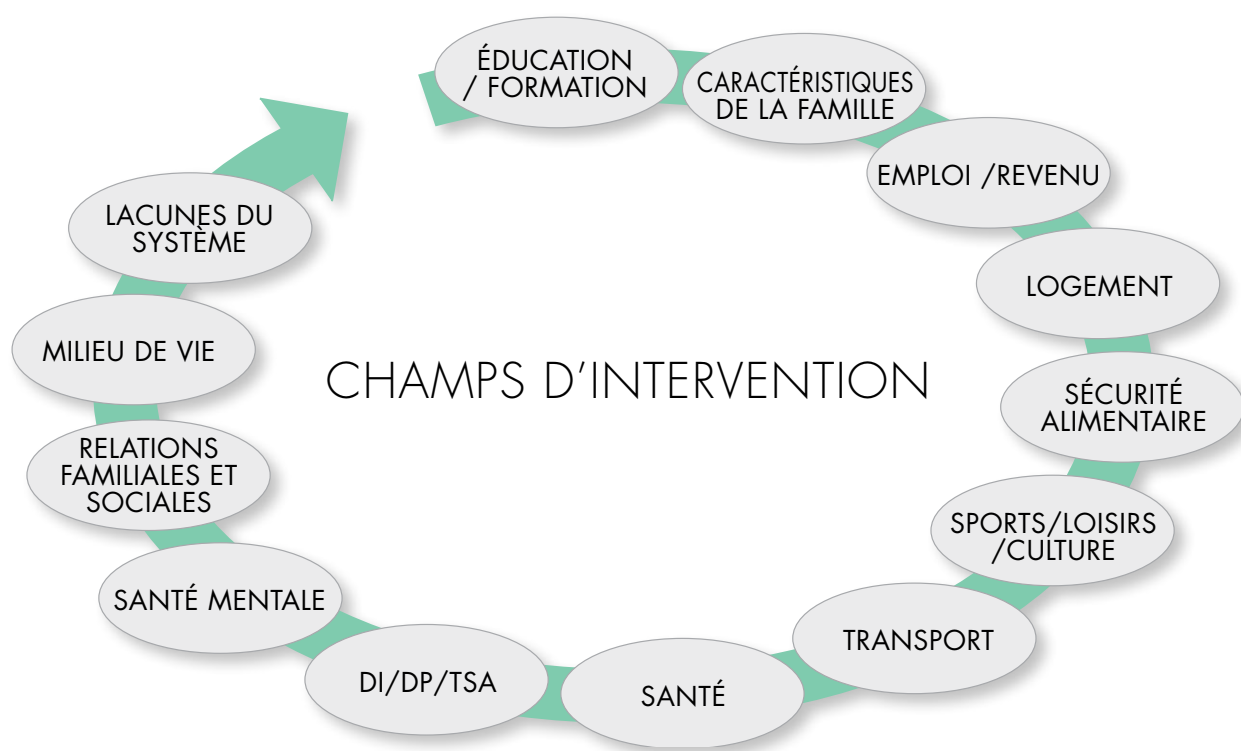 ÉDUCATION
/ FORMATION
CARACTÉRISTIQUES
DE LA FAMILLE
EMPLOI /REVENU
LOGEMENT
SÉCURITÉ
ALIMENTAIRE
SPORTS/LOISIRS
/CULTURE
TRANSPORT
SANTÉ
DI/DP/TSA
SANTÉ MENTALE
RELATIONS
FAMILIALES ET
SOCIALES
MILIEU DE VIE
LACUNES DU
SYSTÈME
CHAMPS D’INTERVENTION